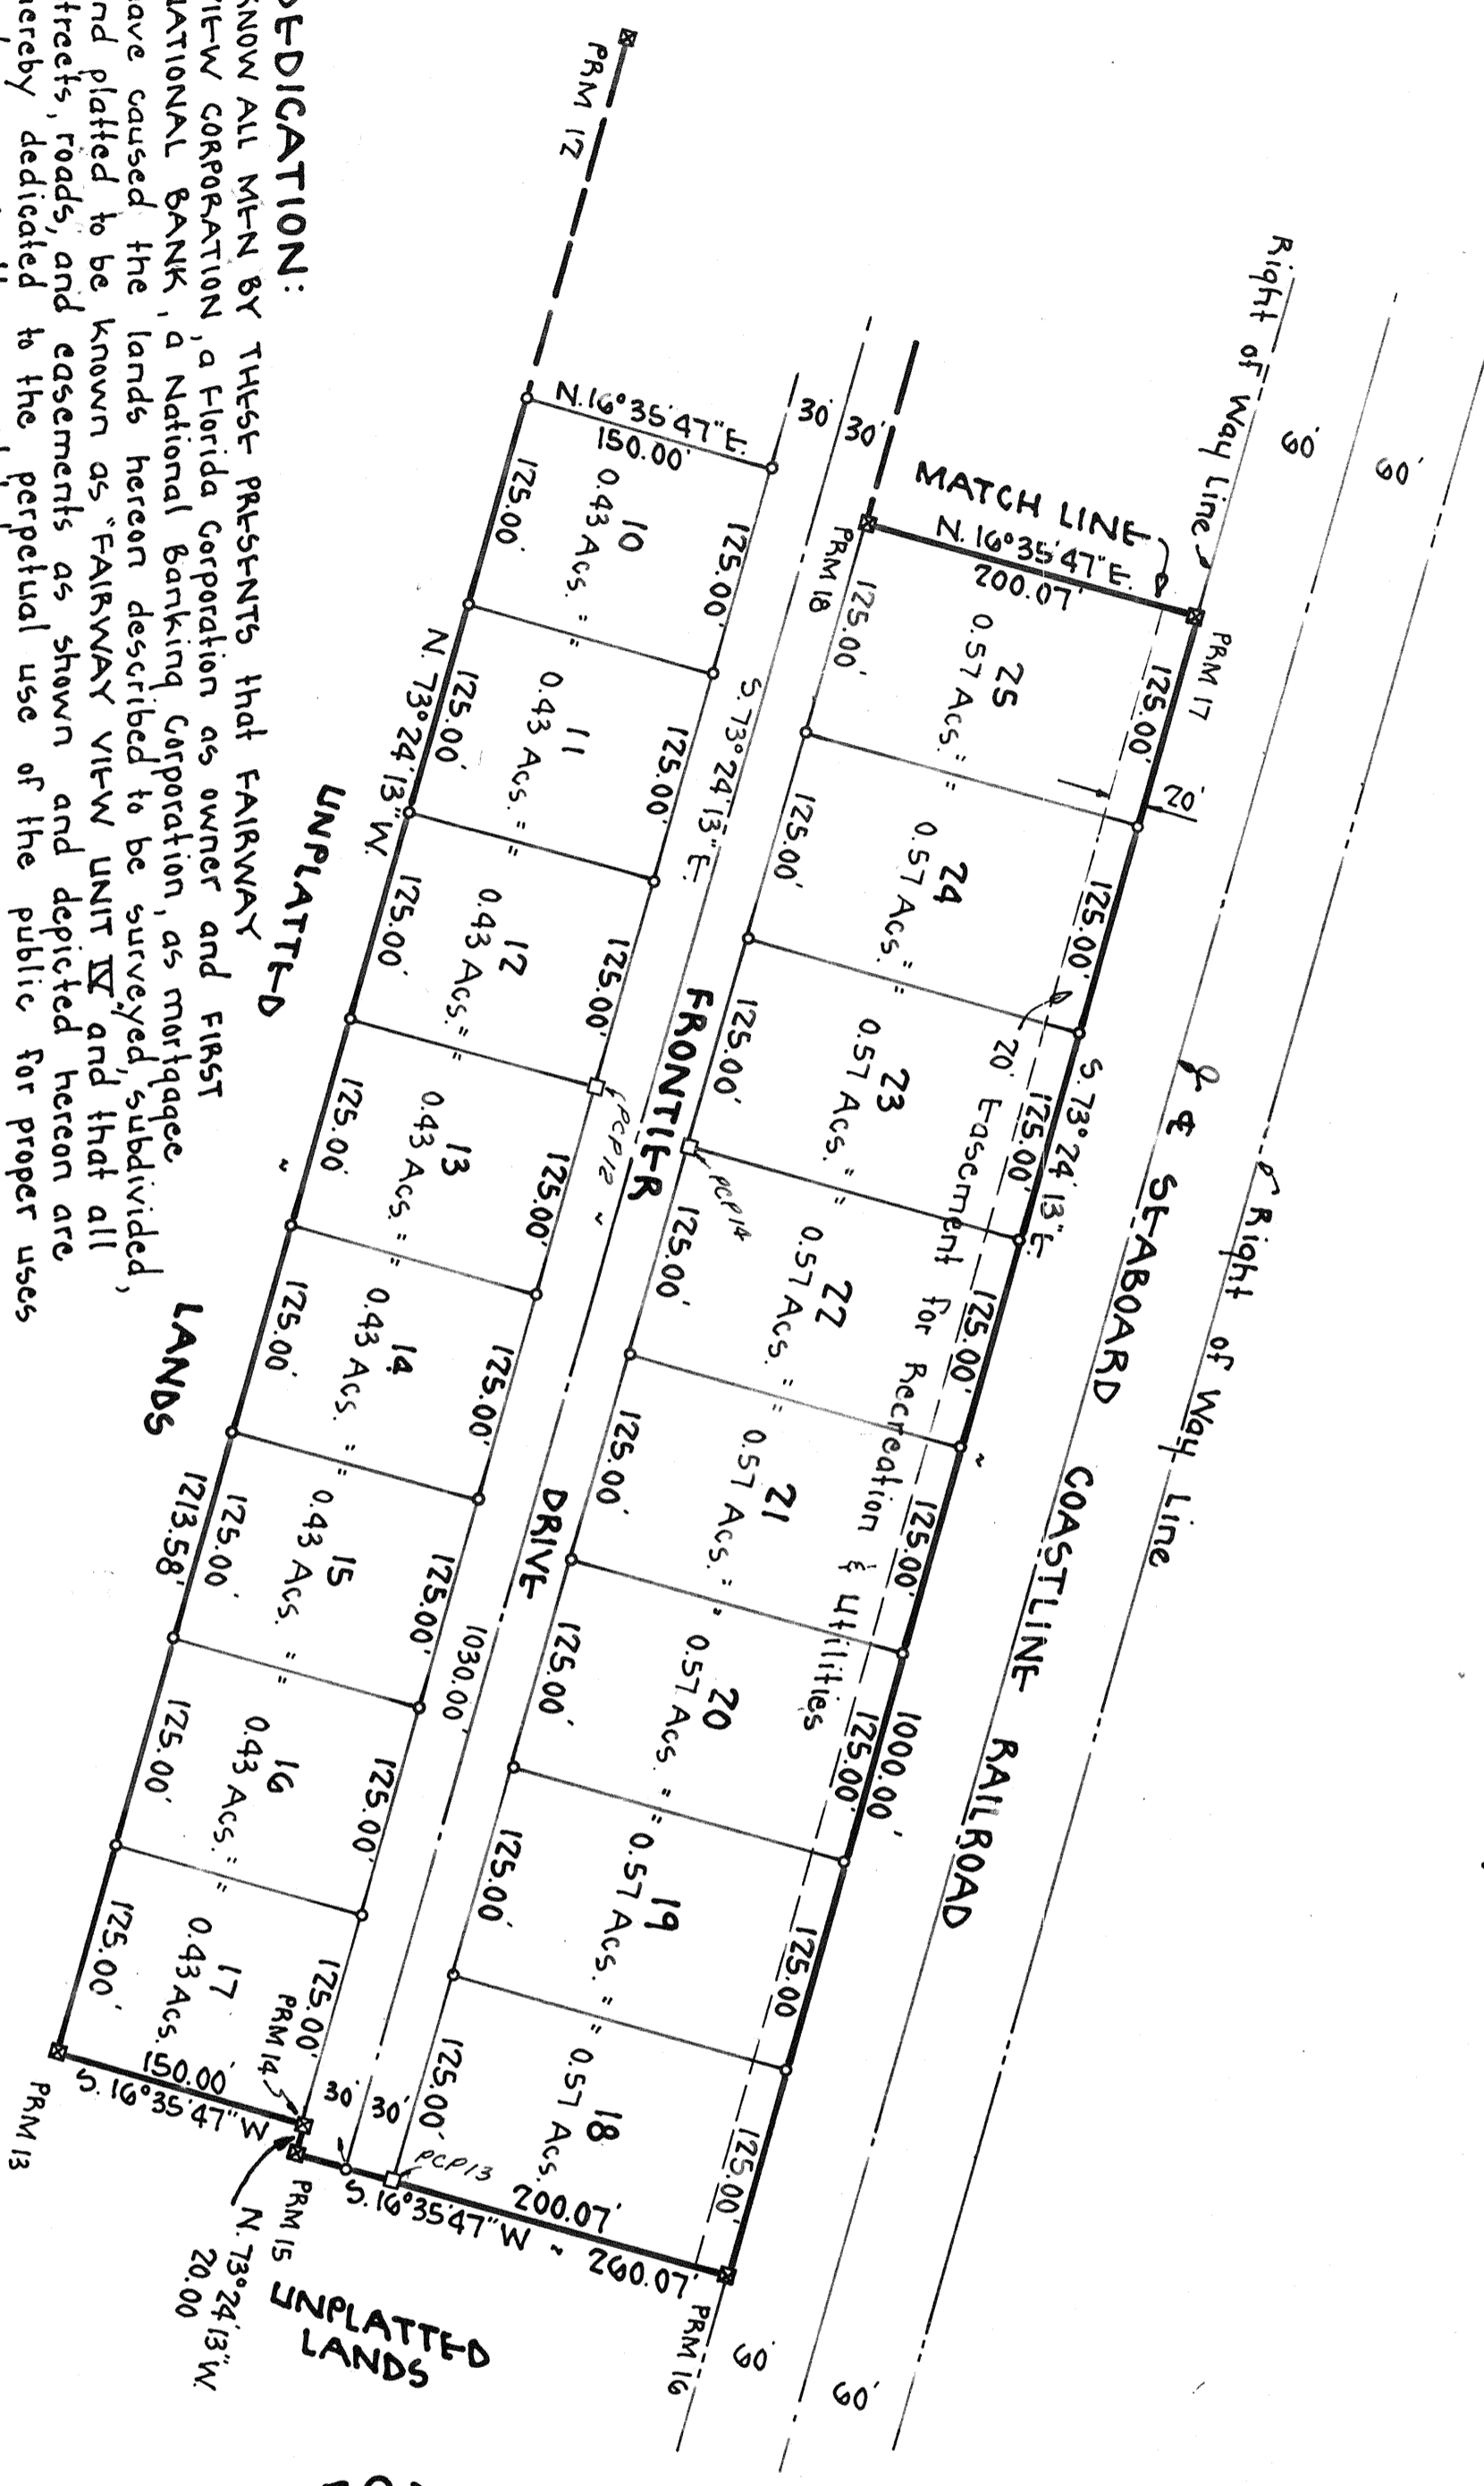 Right of Way Line
60'
60'
MATCH LINE
N. 16°35'47"E.
200.07'
PRM 17
PRM 18
125.00'
125.00'
20'
25
0.57 Acs. =
24
0.57 Acs. =
23
0.57 Acs. =
22
0.57 Acs. =
21
0.57 Acs. =
20
0.57 Acs. =
19
0.57 Acs. =
18
0.57 Acs.
125.00'
125.00'
125.00'
125.00'
125.00'
125.00'
125.00'
125.00'
125.00'
125.00'
125.00'
125.00
125.00'
125.00'
S. 73°24'13"E.
1000.00'
20' Easement for Recreation & Utilities
℄ SEABOARD COASTLINE RAILROAD
Right of Way Line
PCP 14
PCP 13
200.07'
S. 16°35'47"W " 260.07'
PRM 16
60'
60'
30'
30'
S. 73°24'13"E.
FRONTIER DRIVE
1030.00'
30'
30'
PRM 12
N. 16°35'47"E.
150.00'
125.00'
125.00'
125.00'
125.00'
125.00'
125.00'
125.00'
125.00'
PCP 12
10
0.43 Acs. =
11
0.43 Acs. =
12
0.43 Acs. =
13
0.43 Acs. =
14
0.43 Acs. =
15
0.43 Acs. =
16
0.43 Acs. =
17
0.43 Acs.
125.00'
125.00'
125.00'
125.00'
125.00'
125.00'
125.00'
125.00'
N. 73°24'13"W.
1213.58'
PRM 14
150.00'
S. 16°35'47"W
PRM 13
PRM 15
N. 73°24'13"W.
20.00
UNPLATTED
LANDS
UNPLATTED LANDS
DEDICATION:
KNOW ALL MEN BY THESE PRESENTS that FAIRWAY
VIEW CORPORATION, a Florida Corporation as owner and FIRST
NATIONAL BANK, a National Banking Corporation, as mortgagee
have caused the lands hereon described to be surveyed, subdivided,
and platted to be known as "FAIRWAY VIEW UNIT IV" and that all
streets, roads, and easements as shown and depicted hereon are
hereby dedicated to the perpetual use of the public for proper uses